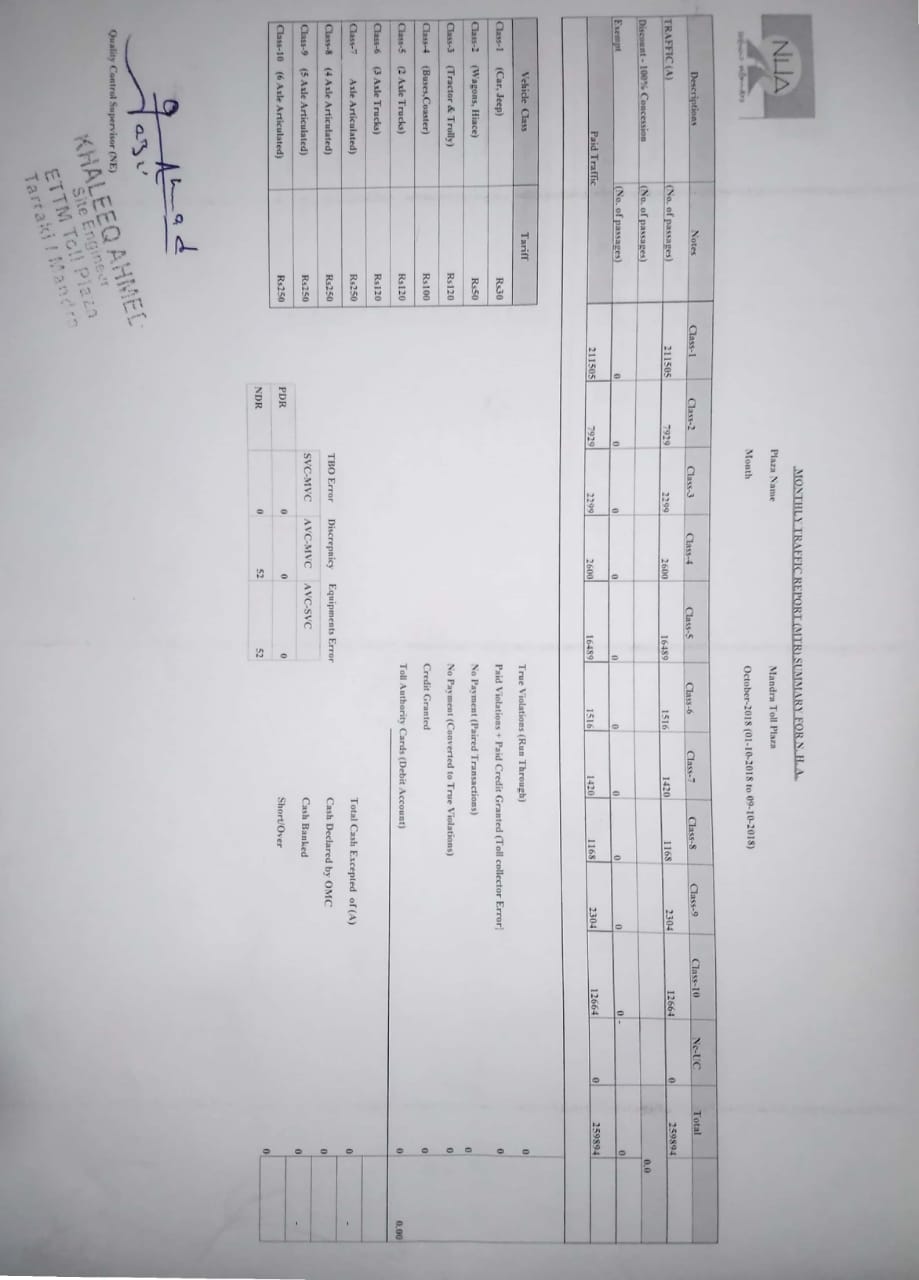 NHA
MONTHLY TRAFFIC REPORT (MTR) SUMMARY FOR N. H. A.
Plaza Name Mandra Toll Plaza
Month October-2018 (01-10-2018 to 09-10-2018)
Descriptions Notes Class-1 Class-2 Class-3 Class-4 Class-5 Class-6 Class-7 Class-8 Class-9 Class-10 Nc-UC Total
TRAFFIC (A) (No. of passages) 211505 7929 2299 2600 16489 1516 1420 1168 2304 12664 0 259894
Discount - 100% Concession (No. of passages) 0.0
Exempt (No. of passages) 0 0 0 0 0 0 0 0 0 0 - 0
Paid Traffic 211505 7929 2299 2600 16489 1516 1420 1168 2304 12664 0 259894
Vehicle Class Tariff
Class-1 (Car, Jeep) Rs30
Class-2 (Wagons, Hiace) Rs50
Class-3 (Tractor & Trolly) Rs120
Class-4 (Buses,Coaster) Rs100
Class-5 (2 Axle Trucks) Rs120
Class-6 (3 Axle Trucks) Rs120
Class-7 Axle Articulated) Rs250
Class-8 (4 Axle Articulated) Rs250
Class-9 (5 Axle Articulated) Rs250
Class-10 (6 Axle Articulated) Rs250
True Violations (Run Through) 0
Paid Violations + Paid Credit Granted (Toll collector Error) 0
No Payment (Paired Transactions) 0
No Payment (Converted to True Violations) 0
Credit Granted 0
Toll Authority Cards (Debit Account) 0 0.00
Total Cash Excepted of (A) 0 -
Cash Declared by OMC 0
Cash Banked 0 -
Short/Over 0
TBO Error Discrepnicy Equipments Error
SVC-MVC AVC-MVC AVC-SVC
PDR 0 0 0
NDR 0 52 52
Ahmad
Quality Control Supervisor (NE)
KHALEEQ AHMED
Site Engineer
ETTM Toll Plaza
Tarraki / Mandra